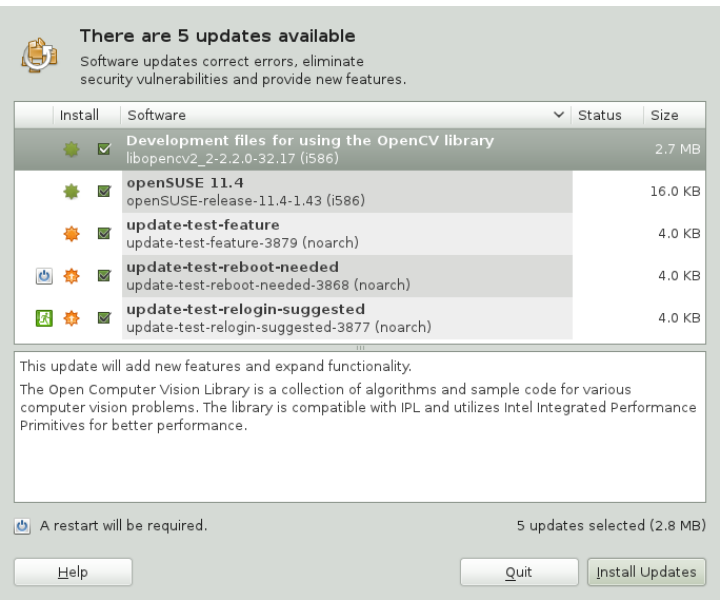 There are 5 updates available
Software updates correct errors, eliminate
security vulnerabilities and provide new features.
Install Software Status Size
Development files for using the OpenCV library
libopencv2_2-2.2.0-32.17 (i586) 2.7 MB
openSUSE 11.4
openSUSE-release-11.4-1.43 (i586) 16.0 KB
update-test-feature
update-test-feature-3879 (noarch) 4.0 KB
update-test-reboot-needed
update-test-reboot-needed-3868 (noarch) 4.0 KB
update-test-relogin-suggested
update-test-relogin-suggested-3877 (noarch) 4.0 KB
This update will add new features and expand functionality.
The Open Computer Vision Library is a collection of algorithms and sample code for various
computer vision problems. The library is compatible with IPL and utilizes Intel Integrated Performance
Primitives for better performance.
A restart will be required. 5 updates selected (2.8 MB)
Help Quit Install Updates